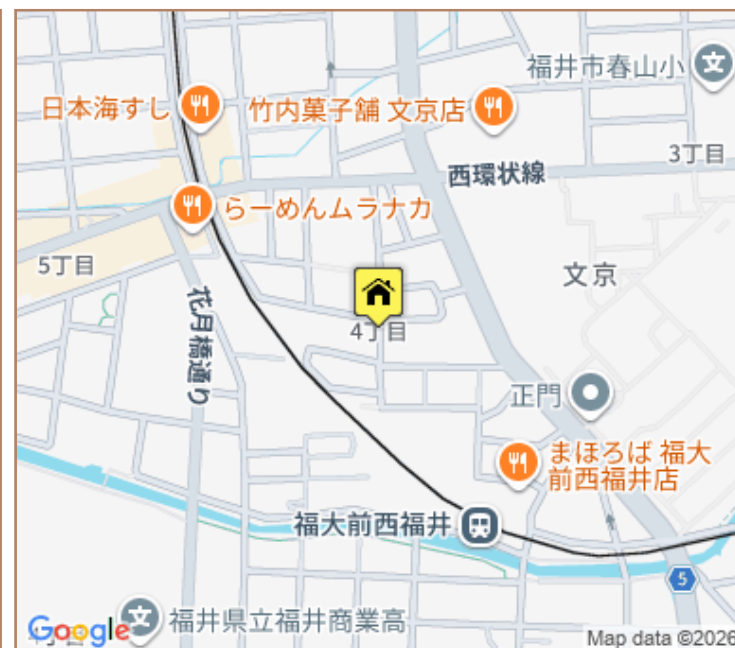 福井市春山小
日本海すし
竹内菓子舗 文京店
3丁目
西環状線
らーめんムラナカ
5丁目
文京
花月橋通り
4丁目
正門
まほろば 福大
前西福井店
福大前西福井
5
福井県立福井商業高
Google
Map data ©2026